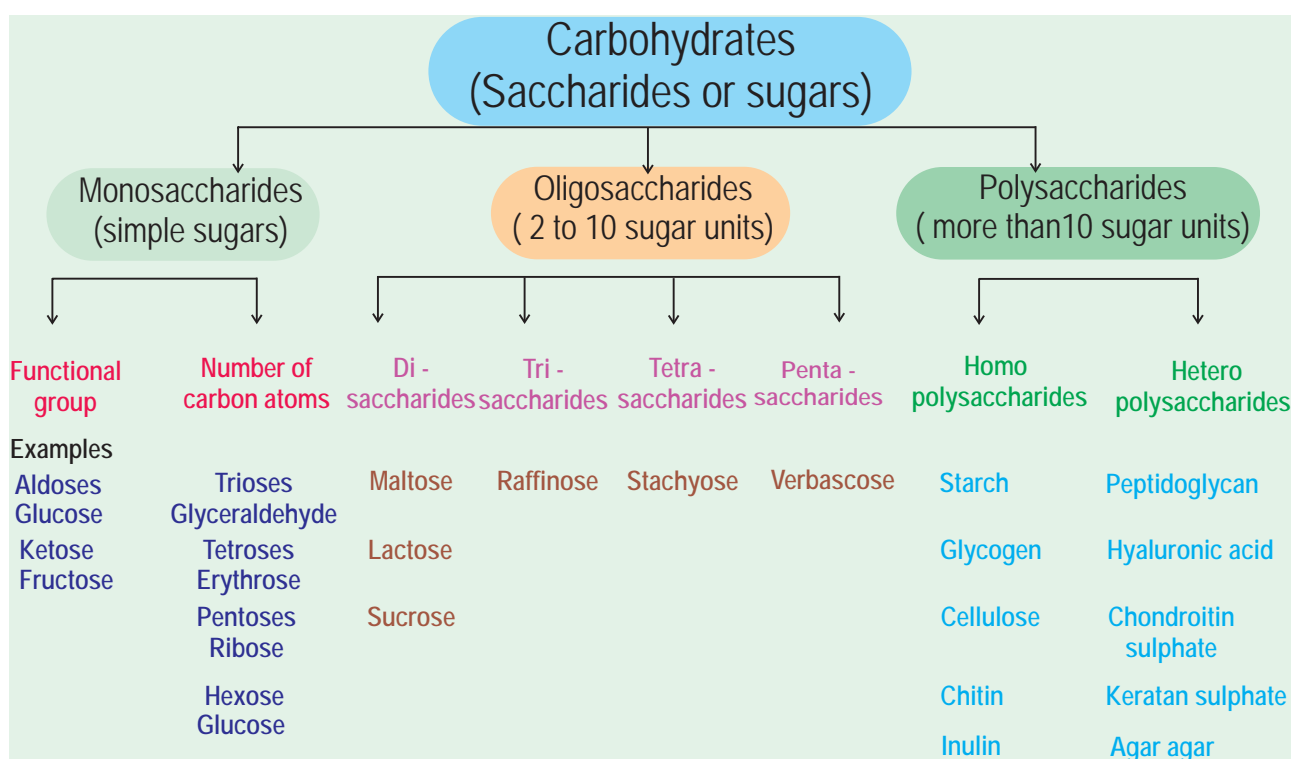 Carbohydrates
(Saccharides or sugars)
Monosaccharides
(simple sugars)
Oligosaccharides
( 2 to 10 sugar units)
Polysaccharides
( more than10 sugar units)
Functional
group
Number of
carbon atoms
Di -
saccharides
Tri -
saccharides
Tetra -
saccharides
Penta -
saccharides
Homo
polysaccharides
Hetero
polysaccharides
Examples
Aldoses
Glucose
Ketose
Fructose
Trioses
Glyceraldehyde
Tetroses
Erythrose
Pentoses
Ribose
Hexose
Glucose
Maltose
Lactose
Sucrose
Raffinose
Stachyose
Verbascose
Starch
Glycogen
Cellulose
Chitin
Inulin
Peptidoglycan
Hyaluronic acid
Chondroitin
sulphate
Keratan sulphate
Agar agar